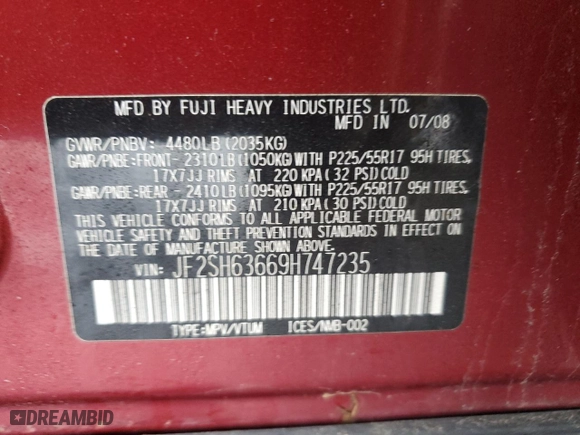 MFD BY FUJI HEAVY INDUSTRIES LTD.
MFD IN 07/08
GVWR/PNBV: 4480LB(2035KG)
GAWR/PNBE:FRONT- 2310LB(1050KG)WITH P225/55R17 95H TIRES,
17X7JJ RIMS AT 220 KPA(32 PSI)COLD
GAWR/PNBE:REAR - 2410LB(1095KG)WITH P225/55R17 95H TIRES,
17X7JJ RIMS AT 210 KPA(30 PSI)COLD
THIS VEHICLE CONFORMS TO ALL APPLICABLE FEDERAL MOTOR
VEHICLE SAFETY AND THEFT PREVENTION STANDARDS IN EFFECT ON THE
DATE OF MANUFACTURE SHOWN ABOVE.
VIN: JF2SH63669H747235
TYPE:MPV/VTUM ICES/NMB-002
DREAMBID